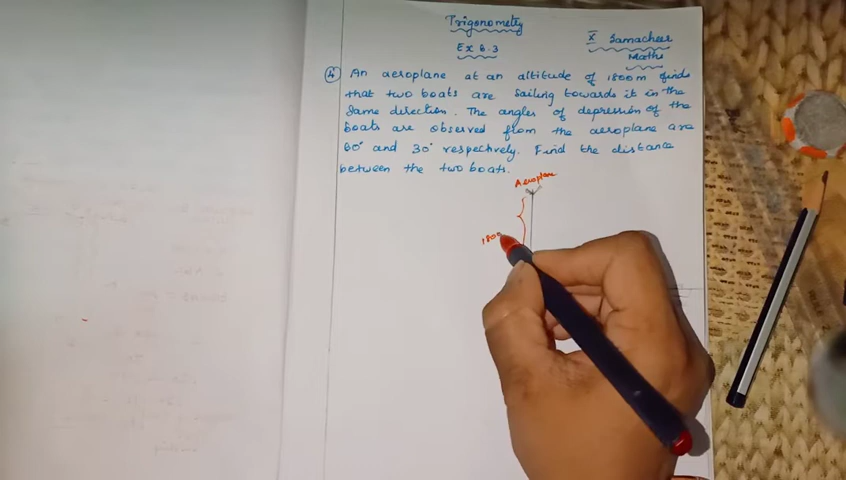 Trigonometry
Ex 6.3
X Samacheer
Maths
4 An aeroplane at an altitude of 1800m finds
that two boats are sailing towards it in the
same direction. The angles of depression of the
boats are observed from the aeroplane are
60° and 30° respectively. Find the distance
between the two boats.
Aeroplane
1800